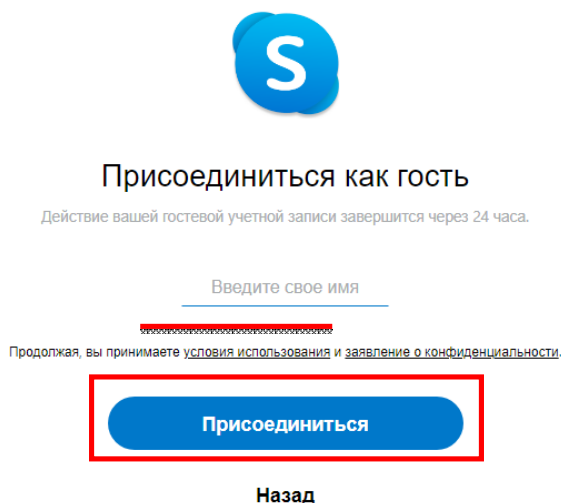 S
Присоединиться как гость
Действие вашей гостевой учетной записи завершится через 24 часа.
Введите свое имя
Продолжая, вы принимаете условия использования и заявление о конфиденциальности.
Присоединиться
Назад